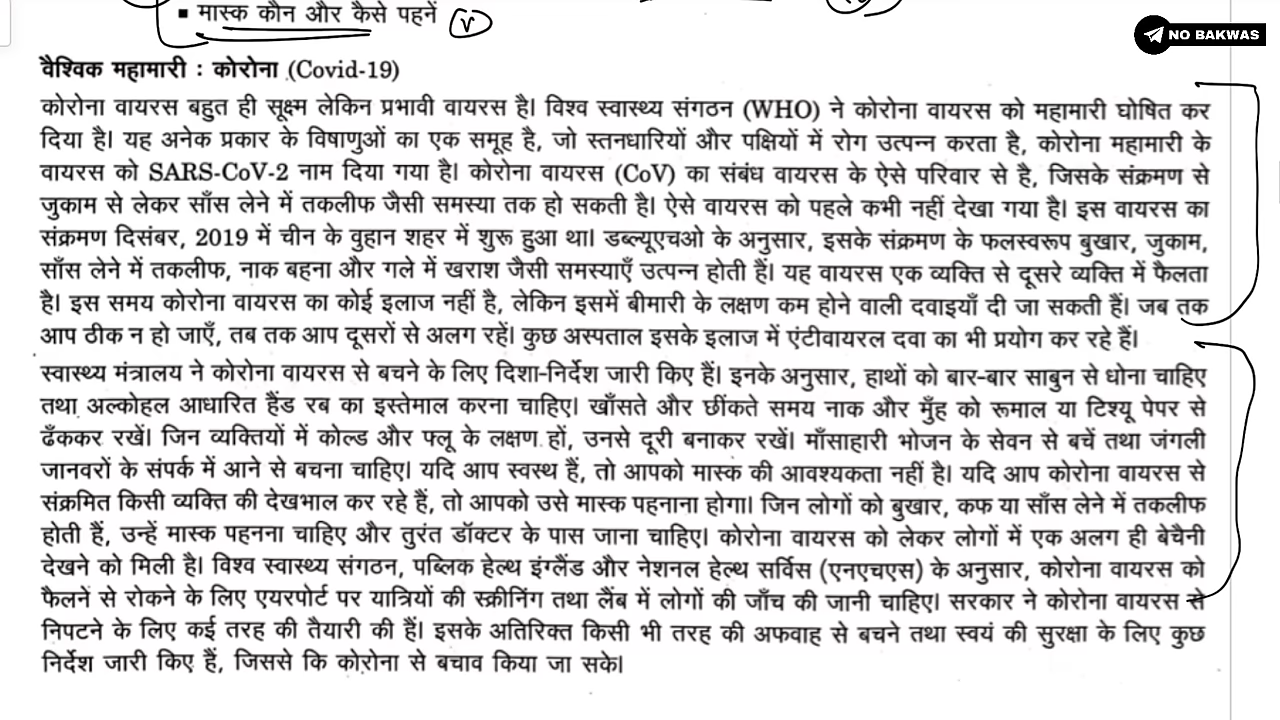 ▪ मास्क कौन और कैसे पहनें
NO BAKWAS
वैश्विक महामारी : कोरोना (Covid-19)
कोरोना वायरस बहुत ही सूक्ष्म लेकिन प्रभावी वायरस है। विश्व स्वास्थ्य संगठन (WHO) ने कोरोना वायरस को महामारी घोषित कर
दिया है। यह अनेक प्रकार के विषाणुओं का एक समूह है, जो स्तनधारियों और पक्षियों में रोग उत्पन्न करता है, कोरोना महामारी के
वायरस को SARS-CoV-2 नाम दिया गया है। कोरोना वायरस (CoV) का संबंध वायरस के ऐसे परिवार से है, जिसके संक्रमण से
जुकाम से लेकर साँस लेने में तकलीफ जैसी समस्या तक हो सकती है। ऐसे वायरस को पहले कभी नहीं देखा गया है। इस वायरस का
संक्रमण दिसंबर, 2019 में चीन के वुहान शहर में शुरू हुआ था। डब्ल्यूएचओ के अनुसार, इसके संक्रमण के फलस्वरूप बुखार, जुकाम,
साँस लेने में तकलीफ, नाक बहना और गले में खराश जैसी समस्याएँ उत्पन्न होती हैं। यह वायरस एक व्यक्ति से दूसरे व्यक्ति में फैलता
है। इस समय कोरोना वायरस का कोई इलाज नहीं है, लेकिन इसमें बीमारी के लक्षण कम होने वाली दवाइयाँ दी जा सकती हैं। जब तक
आप ठीक न हो जाएँ, तब तक आप दूसरों से अलग रहें। कुछ अस्पताल इसके इलाज में एंटीवायरल दवा का भी प्रयोग कर रहे हैं।
स्वास्थ्य मंत्रालय ने कोरोना वायरस से बचने के लिए दिशा-निर्देश जारी किए हैं। इनके अनुसार, हाथों को बार-बार साबुन से धोना चाहिए
तथा अल्कोहल आधारित हैंड रब का इस्तेमाल करना चाहिए। खाँसते और छींकते समय नाक और मुँह को रूमाल या टिश्यू पेपर से
ढँककर रखें। जिन व्यक्तियों में कोल्ड और फ्लू के लक्षण हों, उनसे दूरी बनाकर रखें। माँसाहारी भोजन के सेवन से बचें तथा जंगली
जानवरों के संपर्क में आने से बचना चाहिए। यदि आप स्वस्थ हैं, तो आपको मास्क की आवश्यकता नहीं है। यदि आप कोरोना वायरस से
संक्रमित किसी व्यक्ति की देखभाल कर रहे हैं, तो आपको उसे मास्क पहनाना होगा। जिन लोगों को बुखार, कफ या साँस लेने में तकलीफ
होती हैं, उन्हें मास्क पहनना चाहिए और तुरंत डॉक्टर के पास जाना चाहिए। कोरोना वायरस को लेकर लोगों में एक अलग ही बेचैनी
देखने को मिली है। विश्व स्वास्थ्य संगठन, पब्लिक हेल्थ इंग्लैंड और नेशनल हेल्थ सर्विस (एनएचएस) के अनुसार, कोरोना वायरस को
फैलनें से रोकने के लिए एयरपोर्ट पर यात्रियों की स्क्रीनिंग तथा लैंब में लोगों की जाँच की जानी चाहिए। सरकार ने कोरोना वायरस से
निपटने के लिए कई तरह की तैयारी की हैं। इसके अतिरिक्त किसी भी तरह की अफवाह से बचने तथा स्वयं की सुरक्षा के लिए कुछ
निर्देश जारी किए हैं, जिससे कि कोरोना से बचाव किया जा सके।